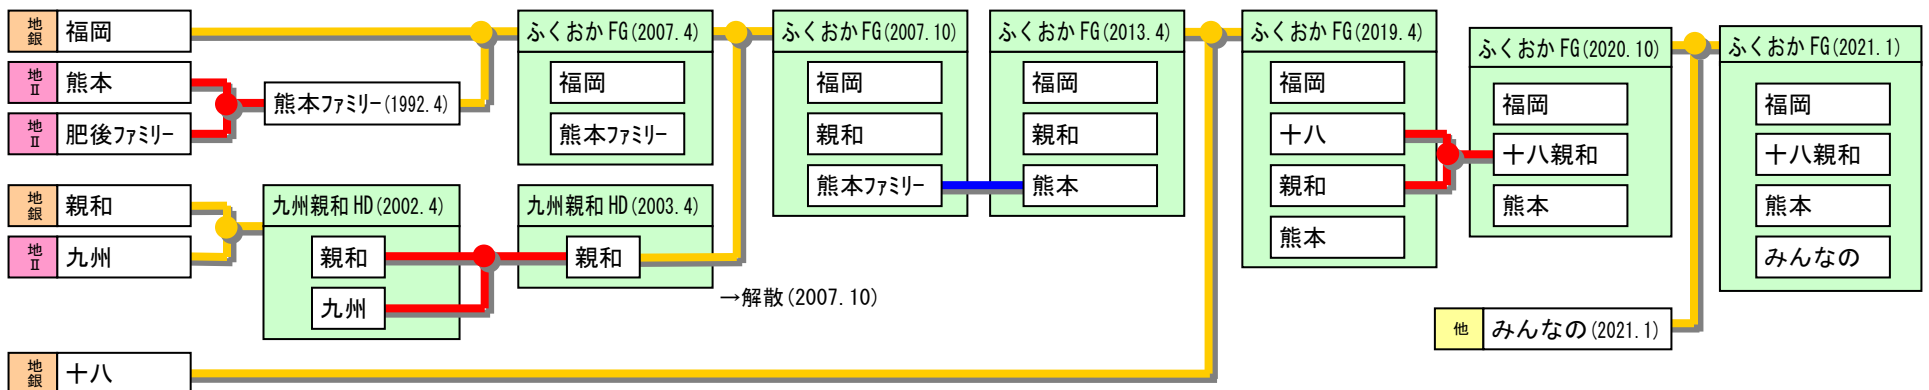 地銀 福岡
地Ⅱ 熊本
地Ⅱ 肥後ファミリー
熊本ファミリー(1992.4)
地銀 親和
地Ⅱ 九州
九州親和HD(2002.4)
親和
九州
九州親和HD(2003.4)
親和
→解散(2007.10)
地銀 十八
ふくおかFG(2007.4)
福岡
熊本ファミリー
ふくおかFG(2007.10)
福岡
親和
熊本ファミリー
ふくおかFG(2013.4)
福岡
親和
熊本
ふくおかFG(2019.4)
福岡
十八
親和
熊本
ふくおかFG(2020.10)
福岡
十八親和
熊本
他 みんなの(2021.1)
ふくおかFG(2021.1)
福岡
十八親和
熊本
みんなの